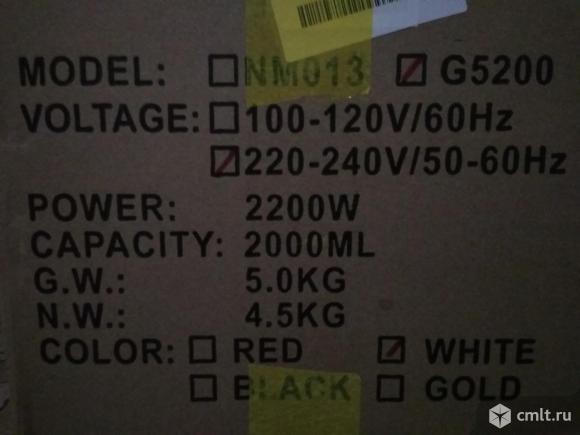 MODEL: NM013 G5200
VOLTAGE: 100-120V/60Hz
220-240V/50-60Hz
POWER: 2200W
CAPACITY: 2000ML
G.W.: 5.0KG
N.W.: 4.5KG
COLOR: RED WHITE
BLACK GOLD
cmlt.ru